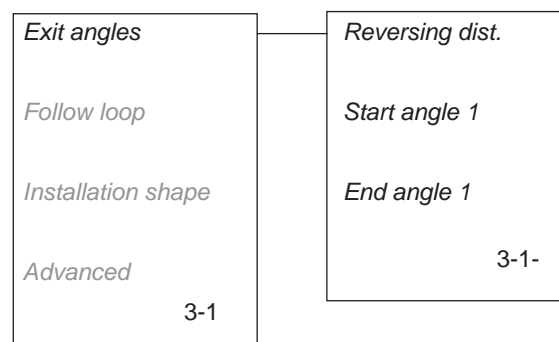 Exit angles
Follow loop
Installation shape
Advanced
3-1
Reversing dist.
Start angle 1
End angle 1
3-1-